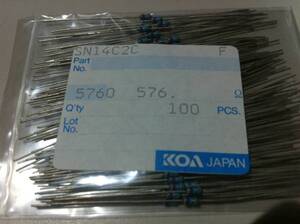 SN14C2C F
Part
No.
5760 576. Ω
Q'ty 100 PCS.
Lot
No.
KOA JAPAN